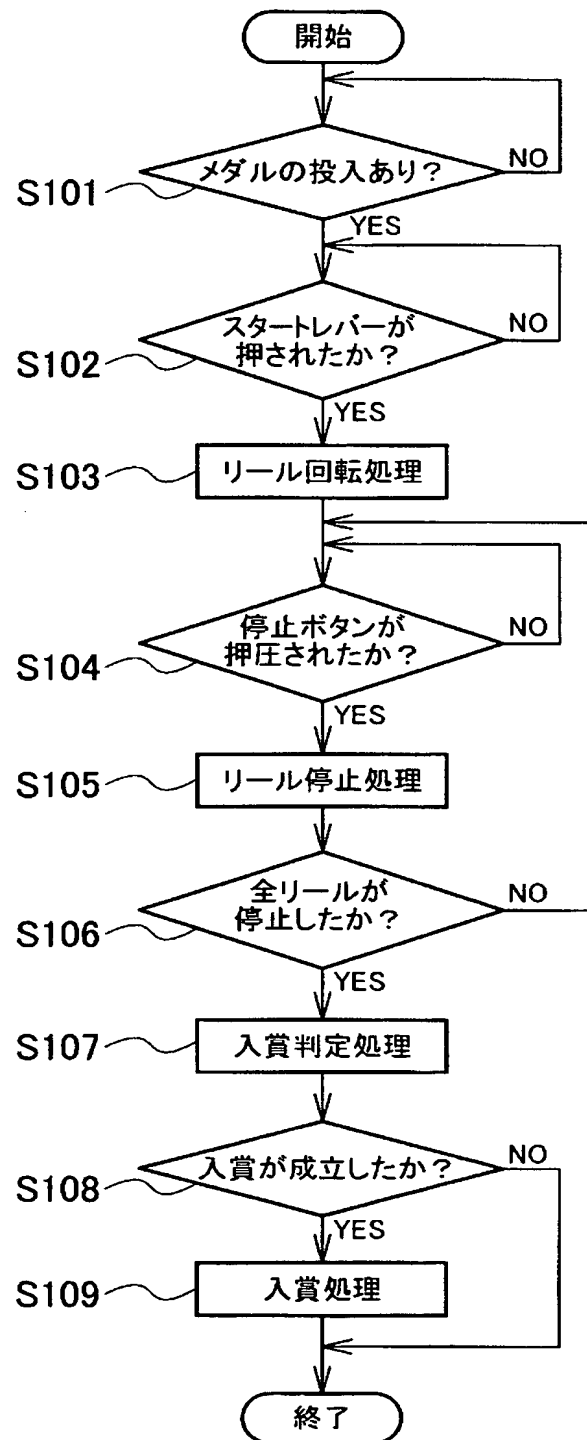 開始
メダルの投入あり?
NO
S101
YES
スタートレバーが
押されたか?
NO
S102
YES
S103
リール回転処理
停止ボタンが
押圧されたか?
NO
S104
YES
S105
リール停止処理
全リールが
停止したか?
NO
S106
YES
S107
入賞判定処理
入賞が成立したか?
NO
S108
YES
S109
入賞処理
終了